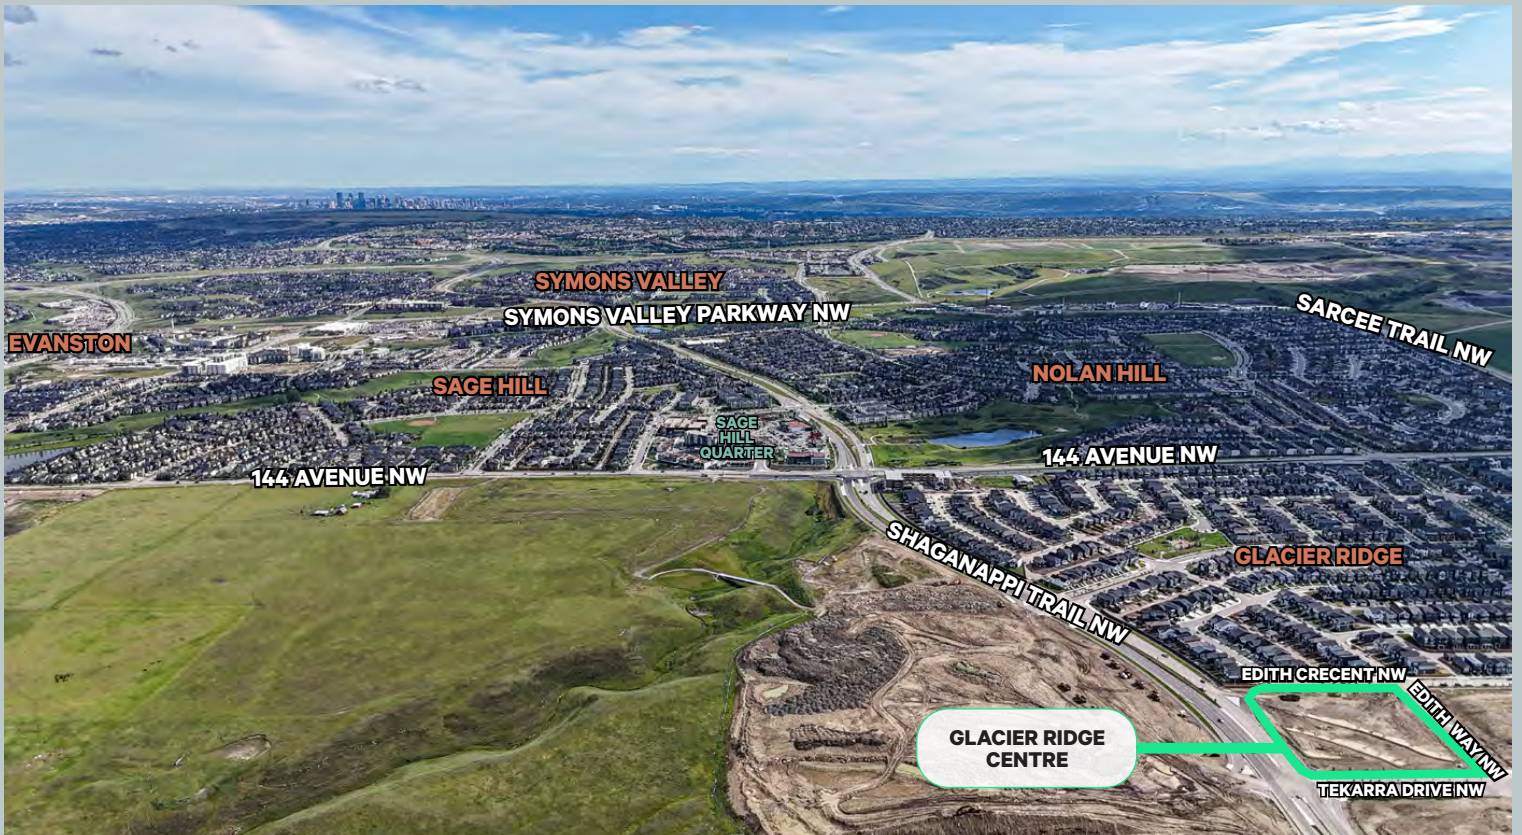 SYMONS VALLEY
SYMONS VALLEY PARKWAY NW
SARCEE TRAIL NW
EVANSTON
SAGE HILL
NOLAN HILL
SAGE
HILL
QUARTER
144 AVENUE NW
144 AVENUE NW
SHAGANAPPI TRAIL NW
GLACIER RIDGE
EDITH CRECENT NW
EDITH WAY NW
GLACIER RIDGE
CENTRE
TEKARRA DRIVE NW